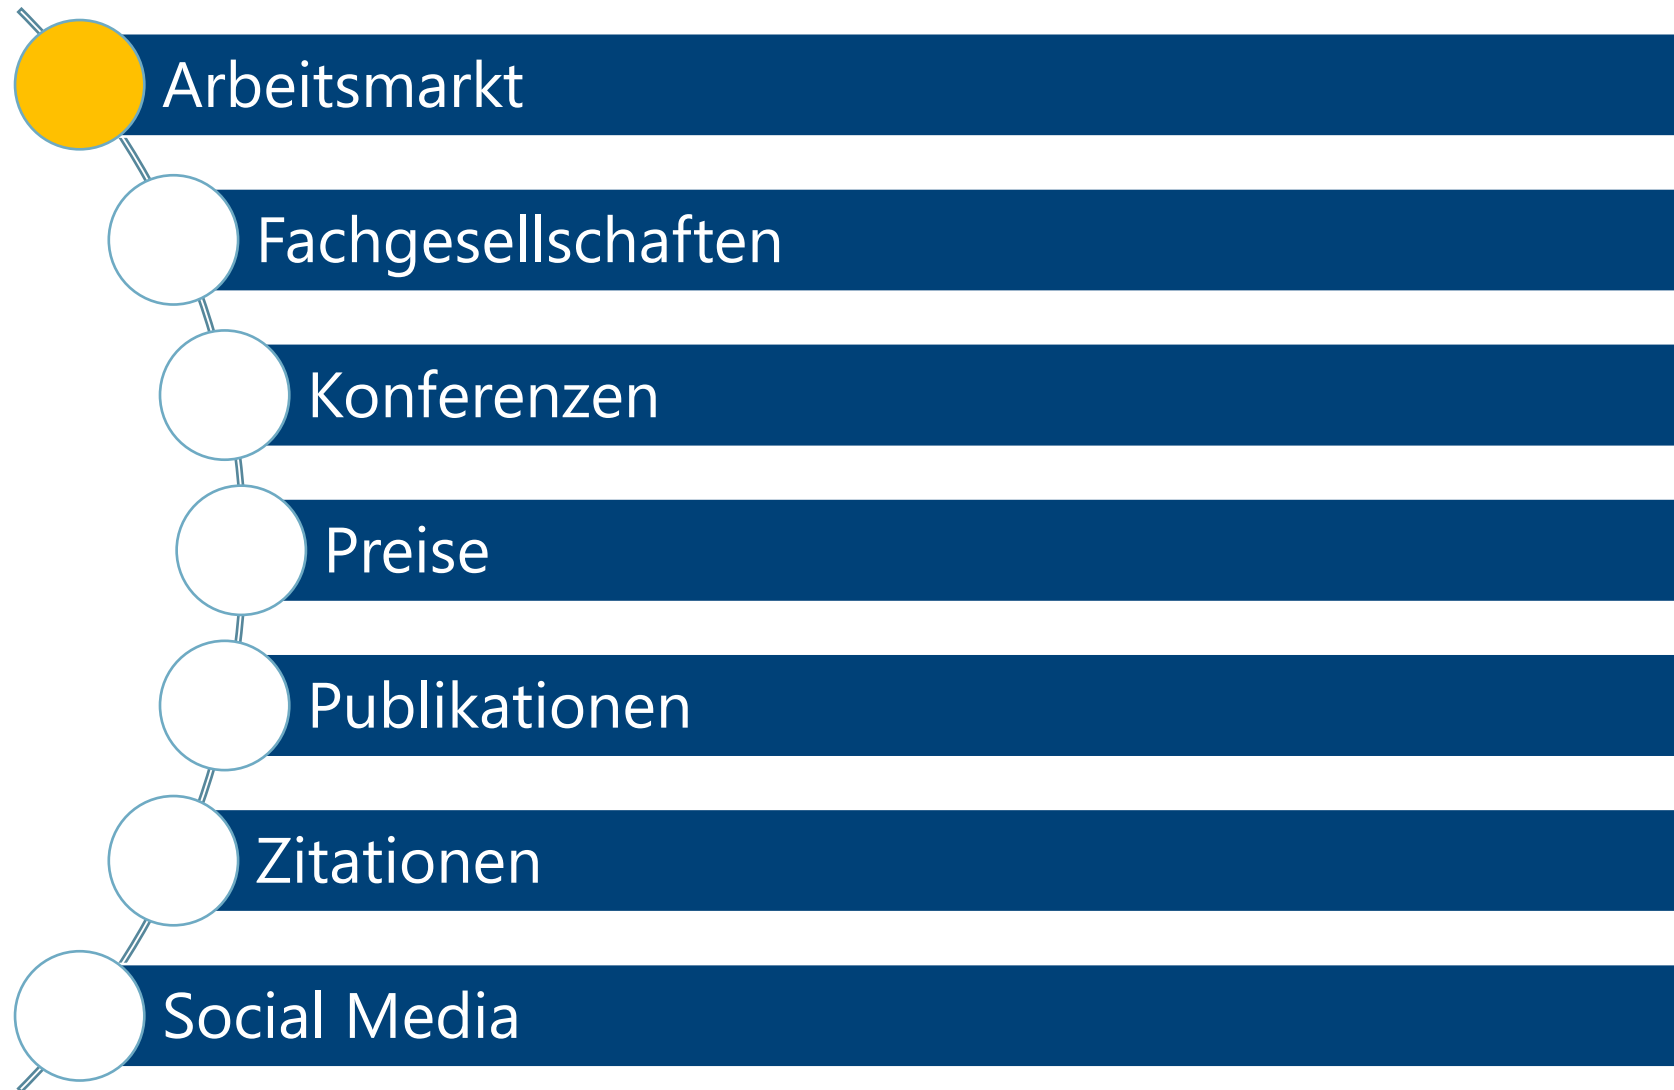 Arbeitsmarkt
Fachgesellschaften
Konferenzen
Preise
Publikationen
Zitationen
Social Media